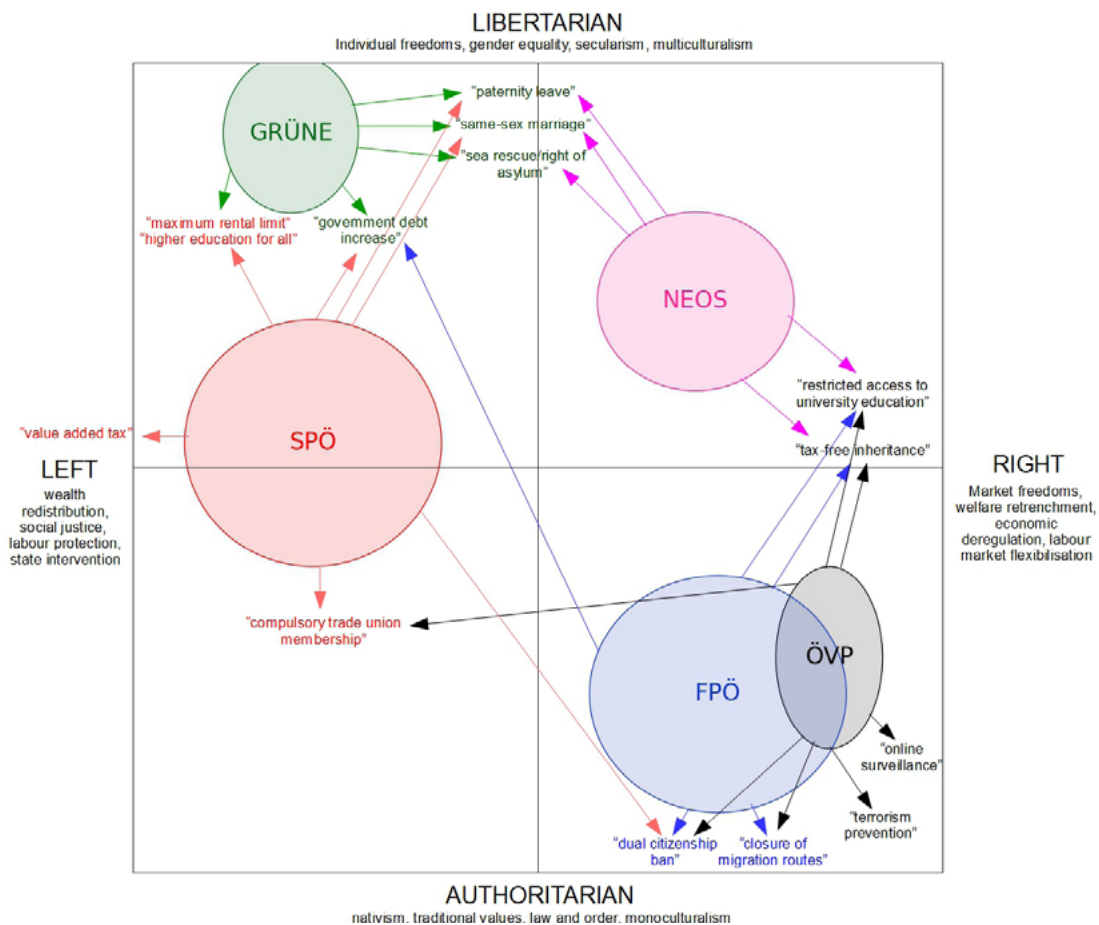 LIBERTARIAN
Individual freedoms, gender equality, secularism, multiculturalism
"paternity leave"
GRÜNE
"same-sex marriage"
"sea rescue/right of
asylum"
"maximum rental limit"
"higher education for all"
"government debt
increase"
NEOS
"restricted access to
university education"
"value added tax"
SPÖ
"tax-free inheritance"
LEFT
wealth
redistribution,
social justice,
labour protection,
state intervention
RIGHT
Market freedoms,
welfare retrenchment,
economic
deregulation, labour
market flexibilisation
"compulsory trade union
membership"
ÖVP
FPÖ
"online
surveillance"
"terrorism
prevention"
"dual citizenship
ban"
"closure of
migration routes"
AUTHORITARIAN
nativism, traditional values, law and order, monoculturalism